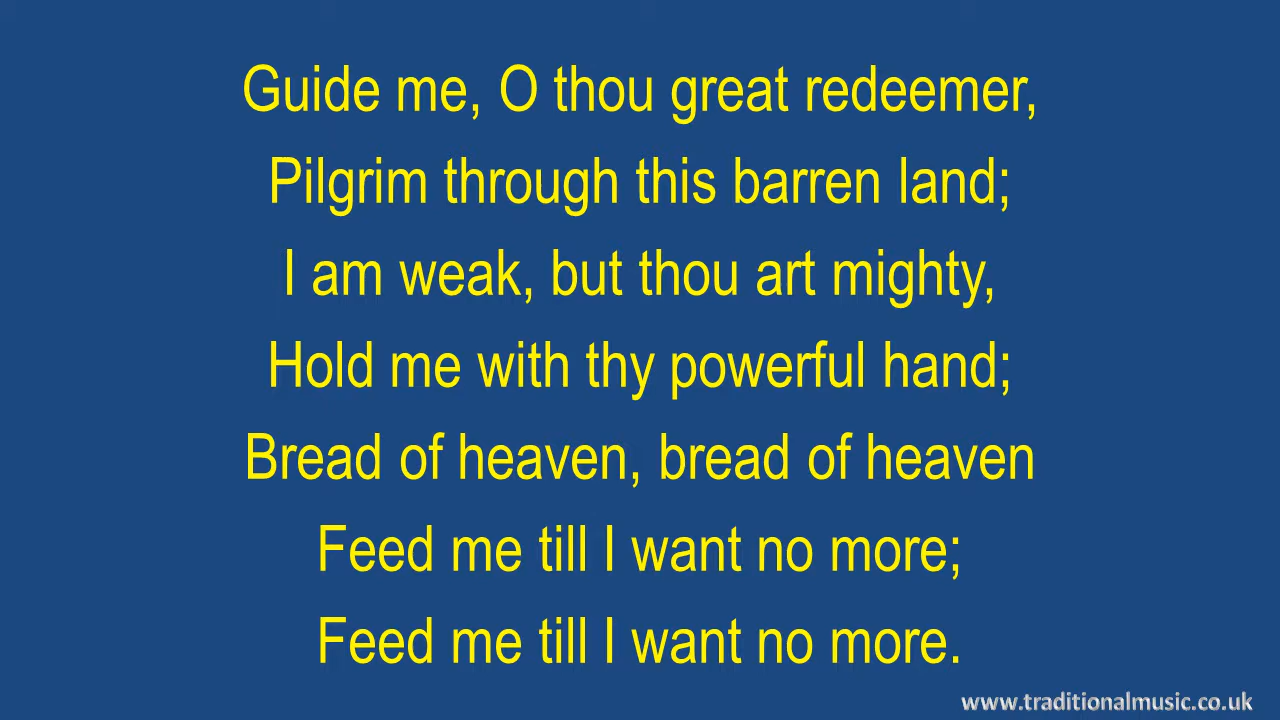 Guide me, O thou great redeemer,
Pilgrim through this barren land;
I am weak, but thou art mighty,
Hold me with thy powerful hand;
Bread of heaven, bread of heaven
Feed me till I want no more;
Feed me till I want no more.
www.traditionalmusic.co.uk